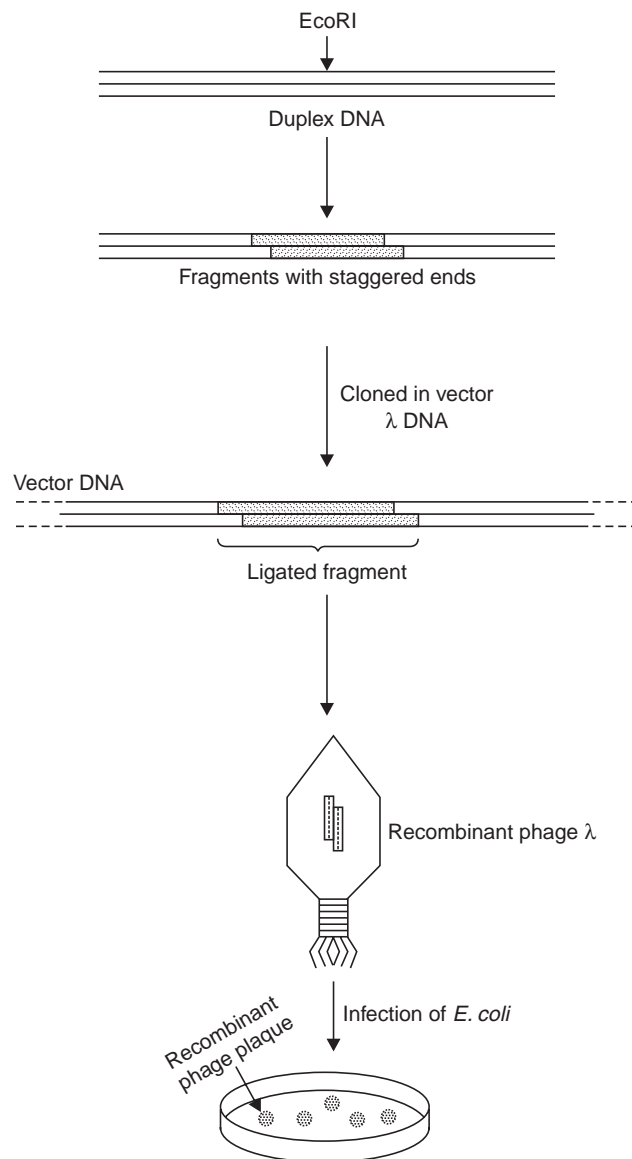 EcoRI
Duplex DNA
Fragments with staggered ends
Cloned in vector
λ DNA
Vector DNA
Ligated fragment
Recombinant phage λ
Infection of E. coli
Recombinant
phage plaque